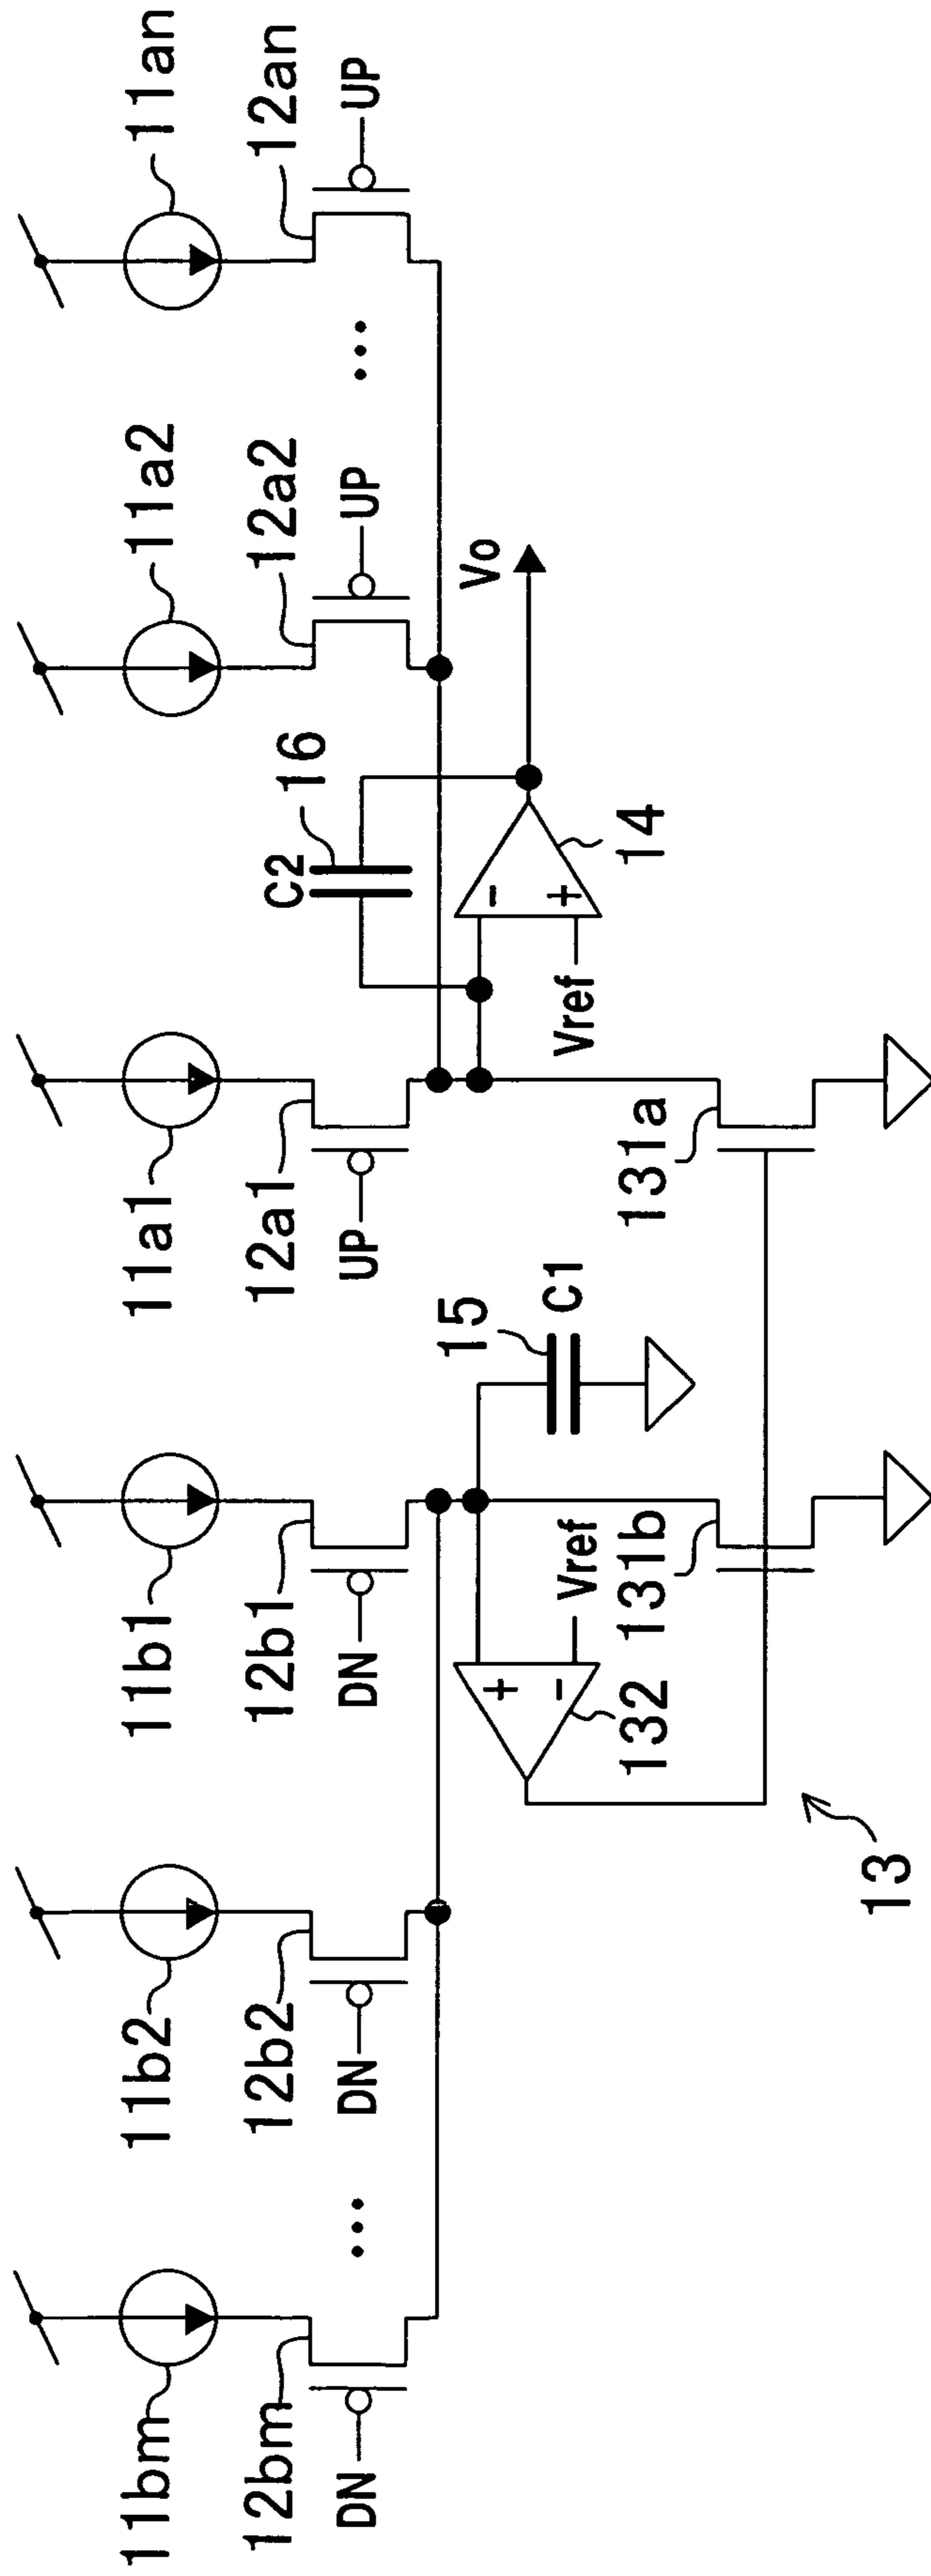 11bm
11b2
11b1
11a1
11a2
11an
12bm
12b2
12b1
12a1
12a2
12an
DN
DN
DN
UP
UP
UP
...
...
C2
16
15
C1
+
-
132
Vref
131b
131a
Vref
-
+
14
Vo
13